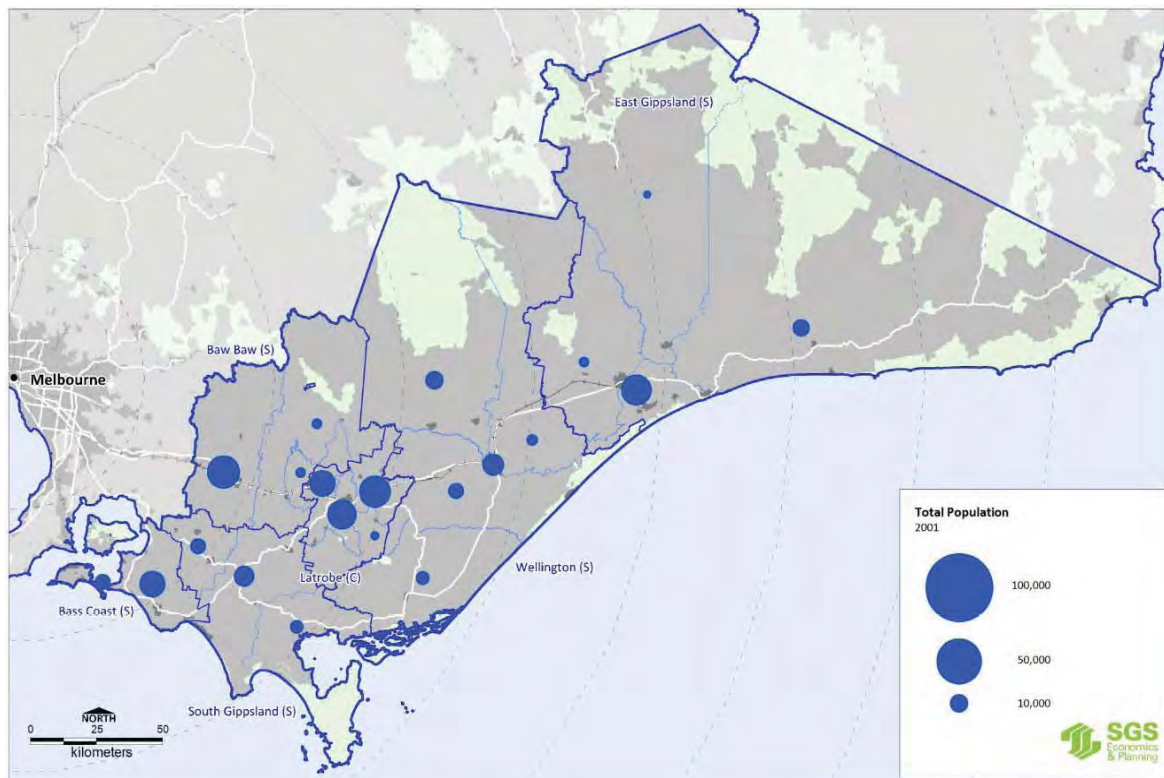 East Gippsland (S)
Baw Baw (S)
Melbourne
Wellington (S)
Latrobe (C)
Bass Coast (S)
South Gippsland (S)
NORTH
0 25 50
kilometers
Total Population
2001
100,000
50,000
10,000
SGS
Economics
& Planning